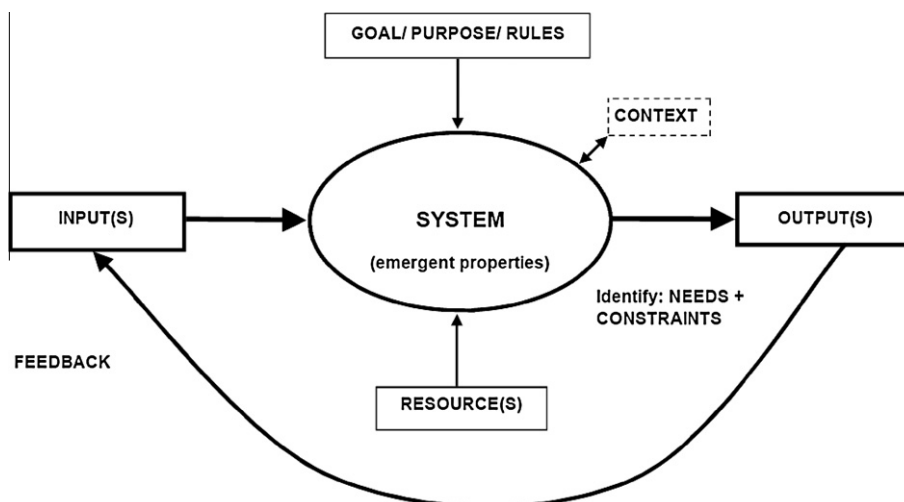 GOAL/ PURPOSE/ RULES
CONTEXT
INPUT(S)
SYSTEM
(emergent properties)
OUTPUT(S)
Identify: NEEDS +
CONSTRAINTS
FEEDBACK
RESOURCE(S)